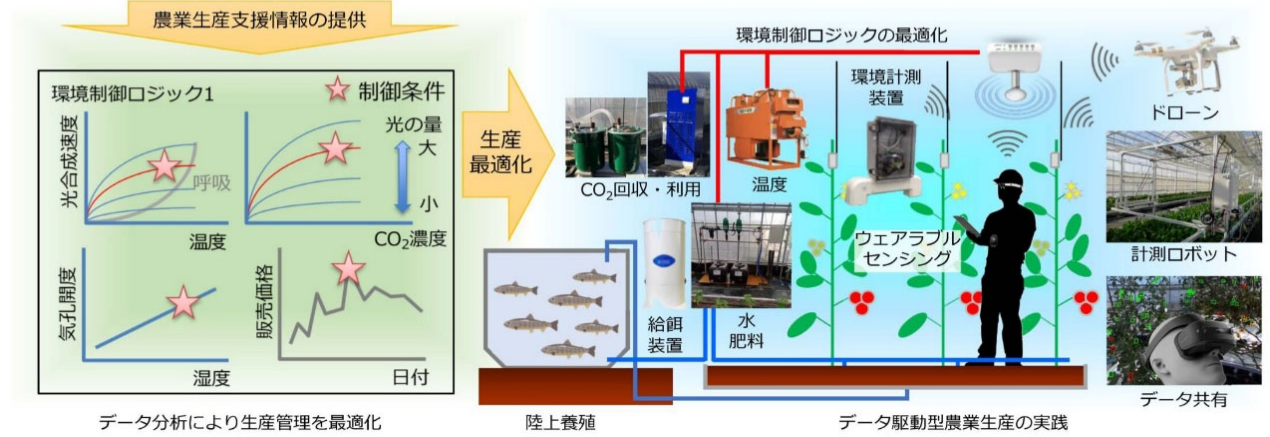 農業生産支援情報の提供
環境制御ロジック1
制御条件
光合成速度
呼吸
温度
光の量
大
小
CO₂濃度
気孔開度
湿度
販売価格
日付
データ分析により生産管理を最適化
生産
最適化
環境制御ロジックの最適化
CO₂回収・利用
温度
環境計測
装置
ドローン
ウェアラブル
センシング
計測ロボット
給餌
装置
水
肥料
データ共有
陸上養殖
データ駆動型農業生産の実践